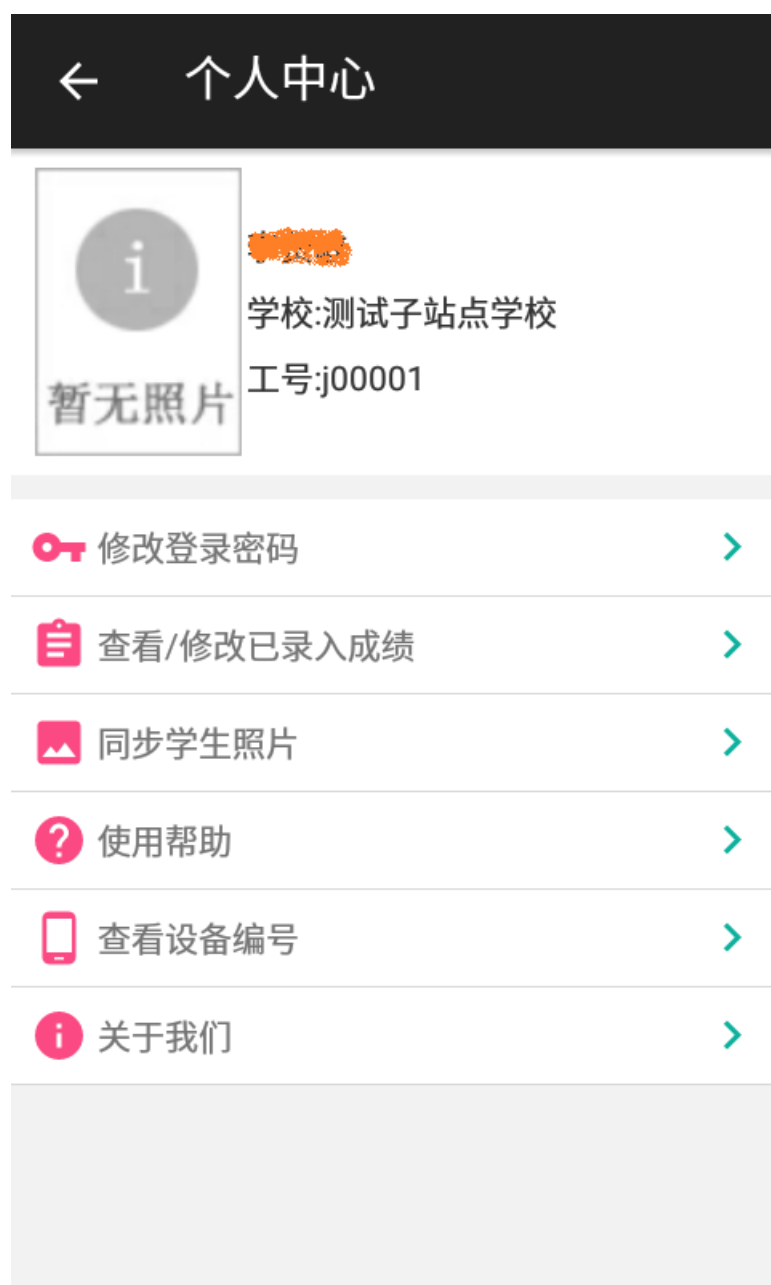 个人中心
暂无照片
学校:测试子站点学校
工号:j00001
修改登录密码
查看/修改已录入成绩
同步学生照片
使用帮助
查看设备编号
关于我们